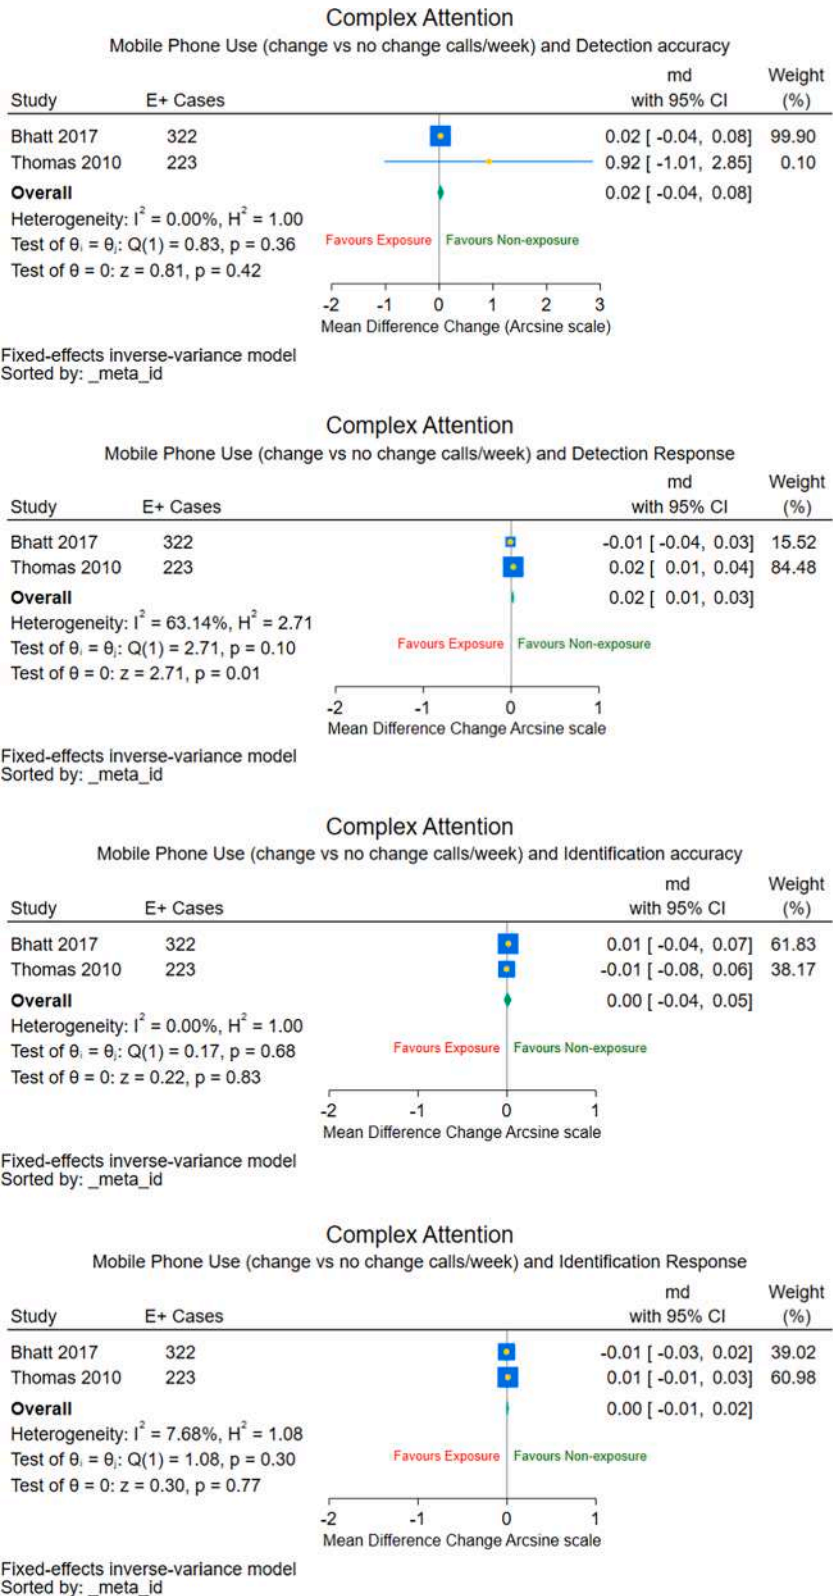 Complex Attention
Mobile Phone Use (change vs no change calls/week) and Detection accuracy
md Weight
Study E+ Cases with 95% CI (%)
Bhatt 2017 322 0.02 [ -0.04, 0.08] 99.90
Thomas 2010 223 0.92 [ -1.01, 2.85] 0.10
Overall 0.02 [ -0.04, 0.08]
Heterogeneity: I² = 0.00%, H² = 1.00
Test of θᵢ = θⱼ: Q(1) = 0.83, p = 0.36 Favours Exposure Favours Non-exposure
Test of θ = 0: z = 0.81, p = 0.42
-2 -1 0 1 2 3
Mean Difference Change (Arcsine scale)
Fixed-effects inverse-variance model
Sorted by: _meta_id
Complex Attention
Mobile Phone Use (change vs no change calls/week) and Detection Response
md Weight
Study E+ Cases with 95% CI (%)
Bhatt 2017 322 -0.01 [ -0.04, 0.03] 15.52
Thomas 2010 223 0.02 [ 0.01, 0.04] 84.48
Overall 0.02 [ 0.01, 0.03]
Heterogeneity: I² = 63.14%, H² = 2.71
Test of θᵢ = θⱼ: Q(1) = 2.71, p = 0.10 Favours Exposure Favours Non-exposure
Test of θ = 0: z = 2.71, p = 0.01
-2 -1 0 1
Mean Difference Change Arcsine scale
Fixed-effects inverse-variance model
Sorted by: _meta_id
Complex Attention
Mobile Phone Use (change vs no change calls/week) and Identification accuracy
md Weight
Study E+ Cases with 95% CI (%)
Bhatt 2017 322 0.01 [ -0.04, 0.07] 61.83
Thomas 2010 223 -0.01 [ -0.08, 0.06] 38.17
Overall 0.00 [ -0.04, 0.05]
Heterogeneity: I² = 0.00%, H² = 1.00
Test of θᵢ = θⱼ: Q(1) = 0.17, p = 0.68 Favours Exposure Favours Non-exposure
Test of θ = 0: z = 0.22, p = 0.83
-2 -1 0 1
Mean Difference Change Arcsine scale
Fixed-effects inverse-variance model
Sorted by: _meta_id
Complex Attention
Mobile Phone Use (change vs no change calls/week) and Identification Response
md Weight
Study E+ Cases with 95% CI (%)
Bhatt 2017 322 -0.01 [ -0.03, 0.02] 39.02
Thomas 2010 223 0.01 [ -0.01, 0.03] 60.98
Overall 0.00 [ -0.01, 0.02]
Heterogeneity: I² = 7.68%, H² = 1.08
Test of θᵢ = θⱼ: Q(1) = 1.08, p = 0.30 Favours Exposure Favours Non-exposure
Test of θ = 0: z = 0.30, p = 0.77
-2 -1 0 1
Mean Difference Change Arcsine scale
Fixed-effects inverse-variance model
Sorted by: _meta_id